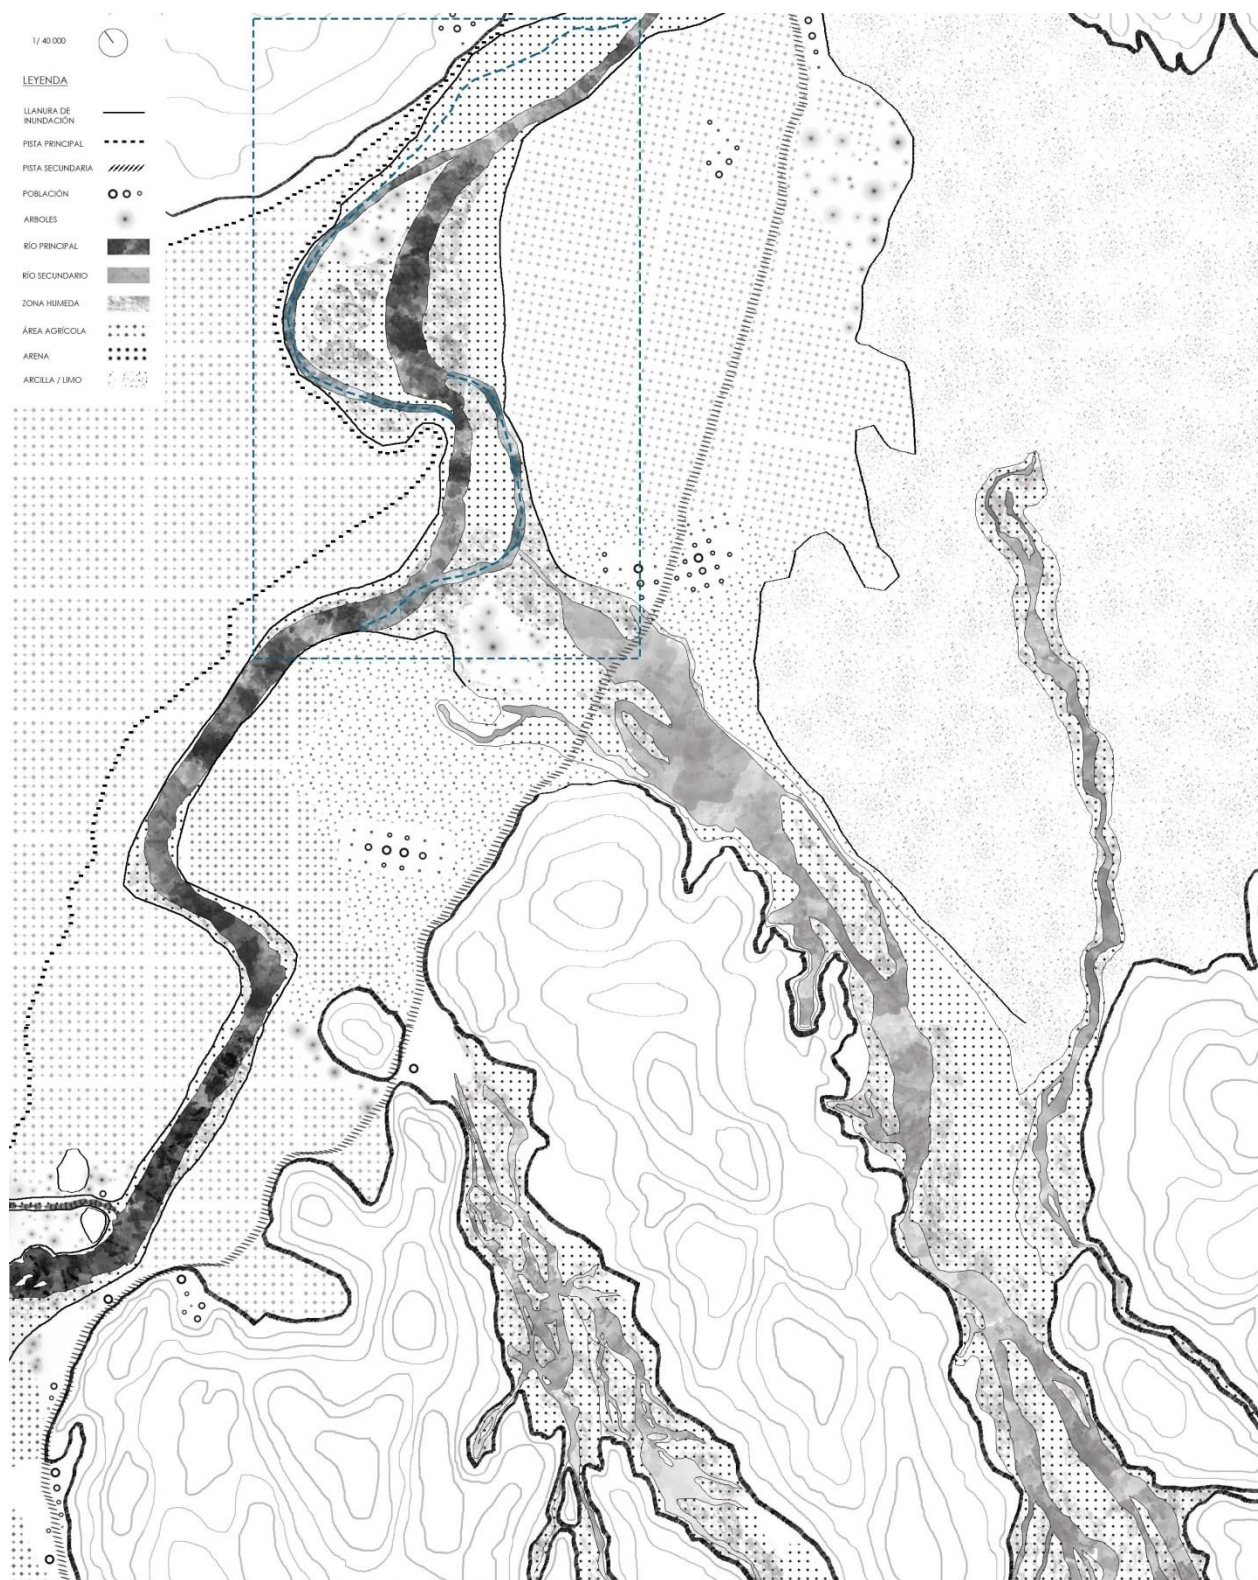 1/ 40 000
LEYENDA
LLANURA DE
INUNDACIÓN
PISTA PRINCIPAL
PISTA SECUNDARIA
POBLACIÓN
ARBOLES
RÍO PRINCIPAL
RÍO SECUNDARIO
ZONA HUMEDA
ÁREA AGRÍCOLA
ARENA
ARCILLA / LIMO